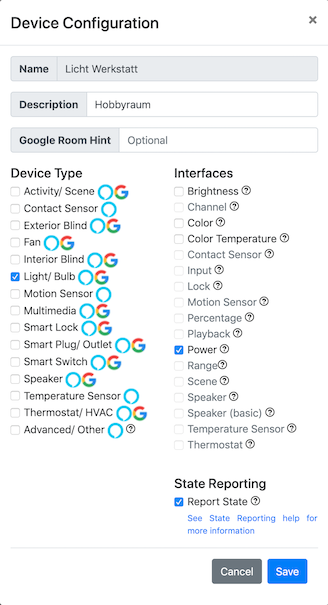 Device Configuration ×
Name Licht Werkstatt
Description Hobbyraum
Google Room Hint Optional
Device Type
Activity/ Scene
Contact Sensor
Exterior Blind
Fan
Interior Blind
Light/ Bulb
Motion Sensor
Multimedia
Smart Lock
Smart Plug/ Outlet
Smart Switch
Speaker
Temperature Sensor
Thermostat/ HVAC
Advanced/ Other ?
Interfaces
Brightness ?
Channel ?
Color ?
Color Temperature ?
Contact Sensor ?
Input ?
Lock ?
Motion Sensor ?
Percentage ?
Playback ?
Power ?
Range?
Scene ?
Speaker ?
Speaker (basic) ?
Temperature Sensor ?
Thermostat ?
State Reporting
Report State ?
See State Reporting help for
more information
Cancel Save